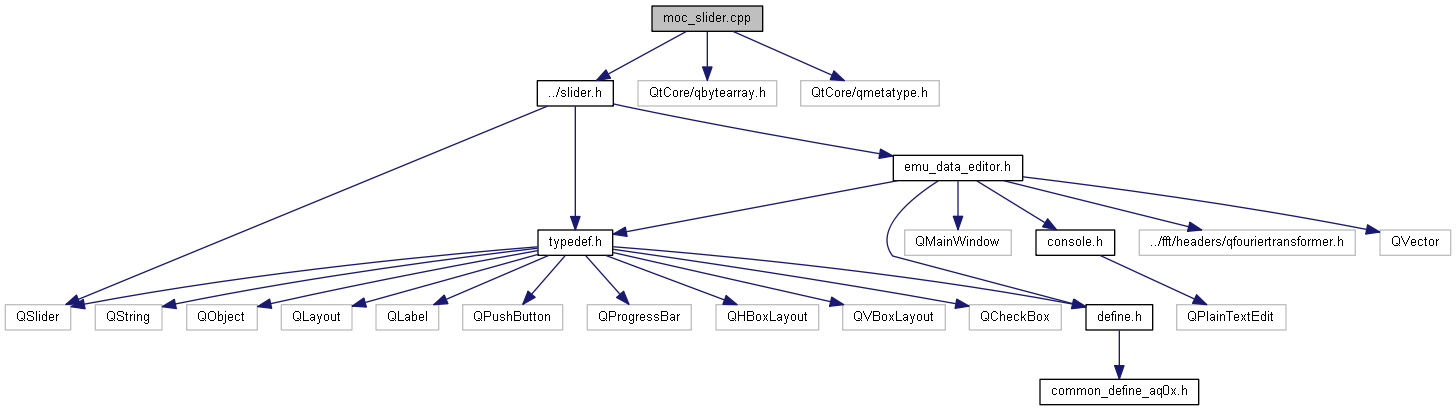 moc_slider.cpp
../slider.h
QtCore/qbytearray.h
QtCore/qmetatype.h
emu_data_editor.h
typedef.h
QMainWindow
console.h
../fft/headers/qfouriertransformer.h
QVector
QSlider
QString
QObject
QLayout
QLabel
QPushButton
QProgressBar
QHBoxLayout
QVBoxLayout
QCheckBox
define.h
QPlainTextEdit
common_define_aq0x.h